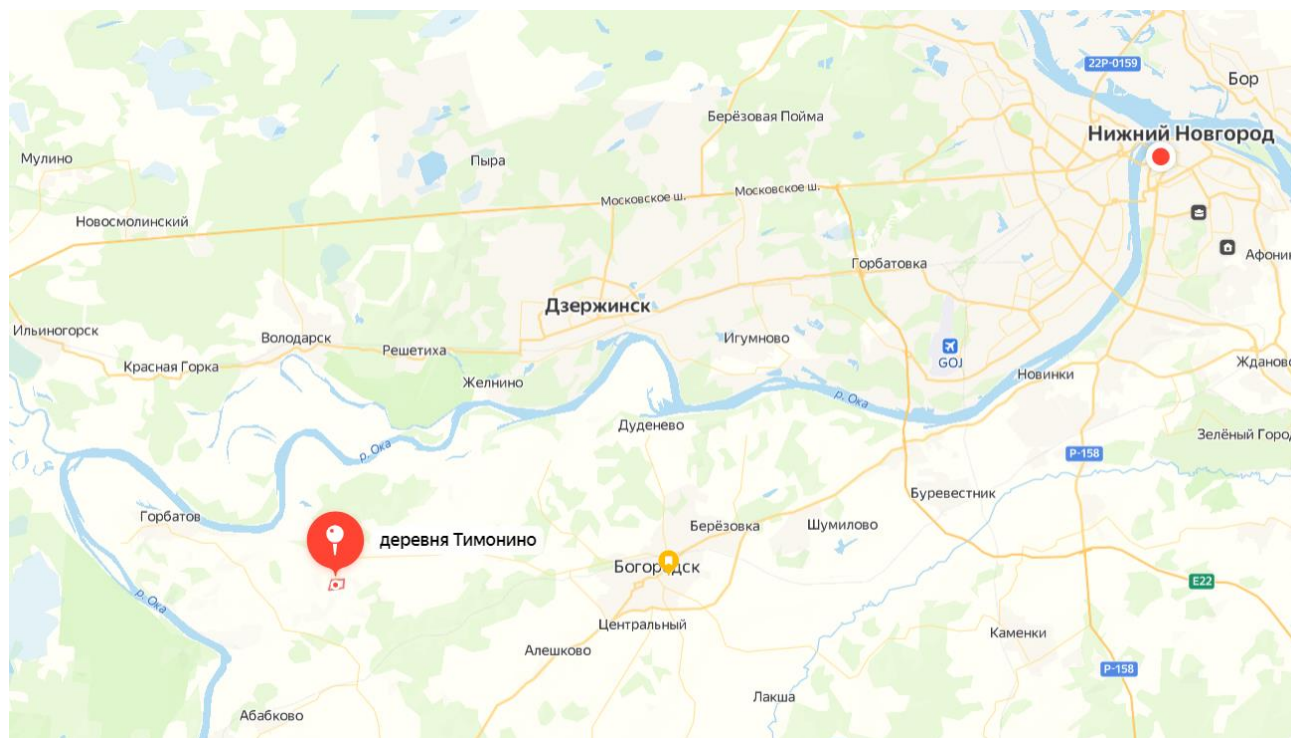 22Р-0159
Бор
Берёзовая Пойма
Нижний Новгород
Мулино
Пыра
Московское ш.
Московское ш.
Новосмолинский
Афони
Горбатовка
Дзержинск
Ильиногорск
Володарск
Игумново
Решетиха
GOJ
Жданово
Красная Горка
Новинки
Желнино
р. Ока
Дуденево
Зелёный Город
р. Ока
Р-158
Буревестник
Горбатов
Берёзовка
Шумилово
деревня Тимонино
Богородск
E22
р. Ока
Центральный
Каменки
Алешково
Р-158
Лакша
Абабково